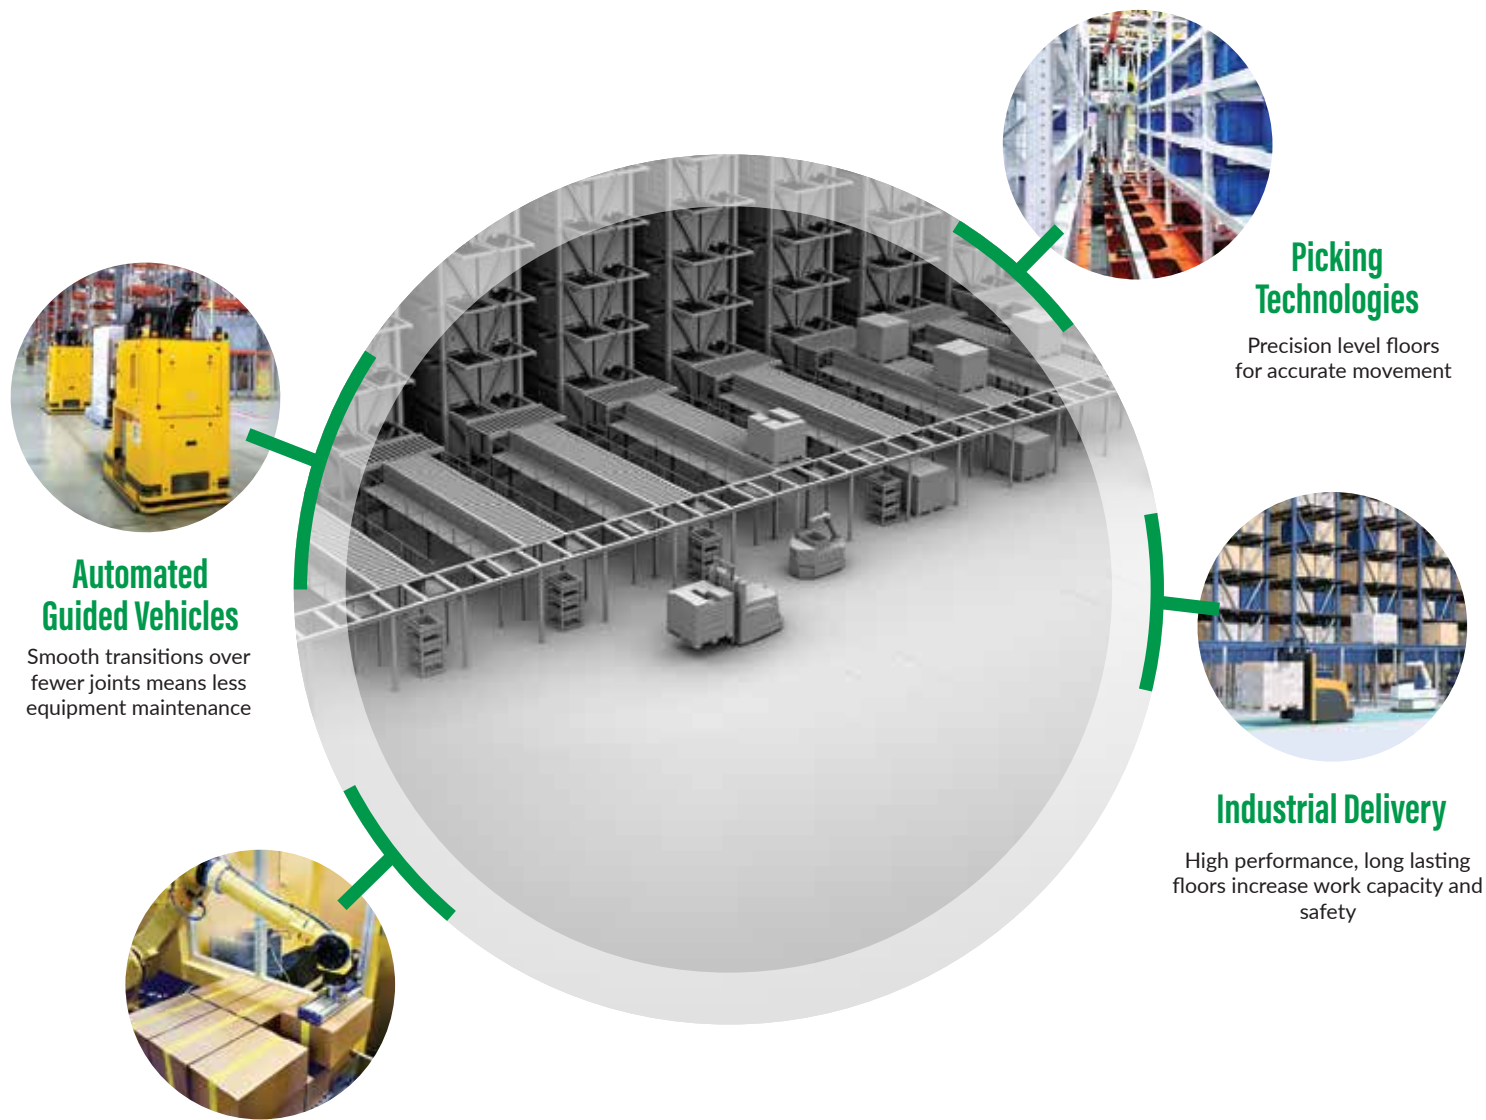 Picking
Technologies
Precision level floors
for accurate movement
Automated
Guided Vehicles
Smooth transitions over
fewer joints means less
equipment maintenance
Industrial Delivery
High performance, long lasting
floors increase work capacity and
safety